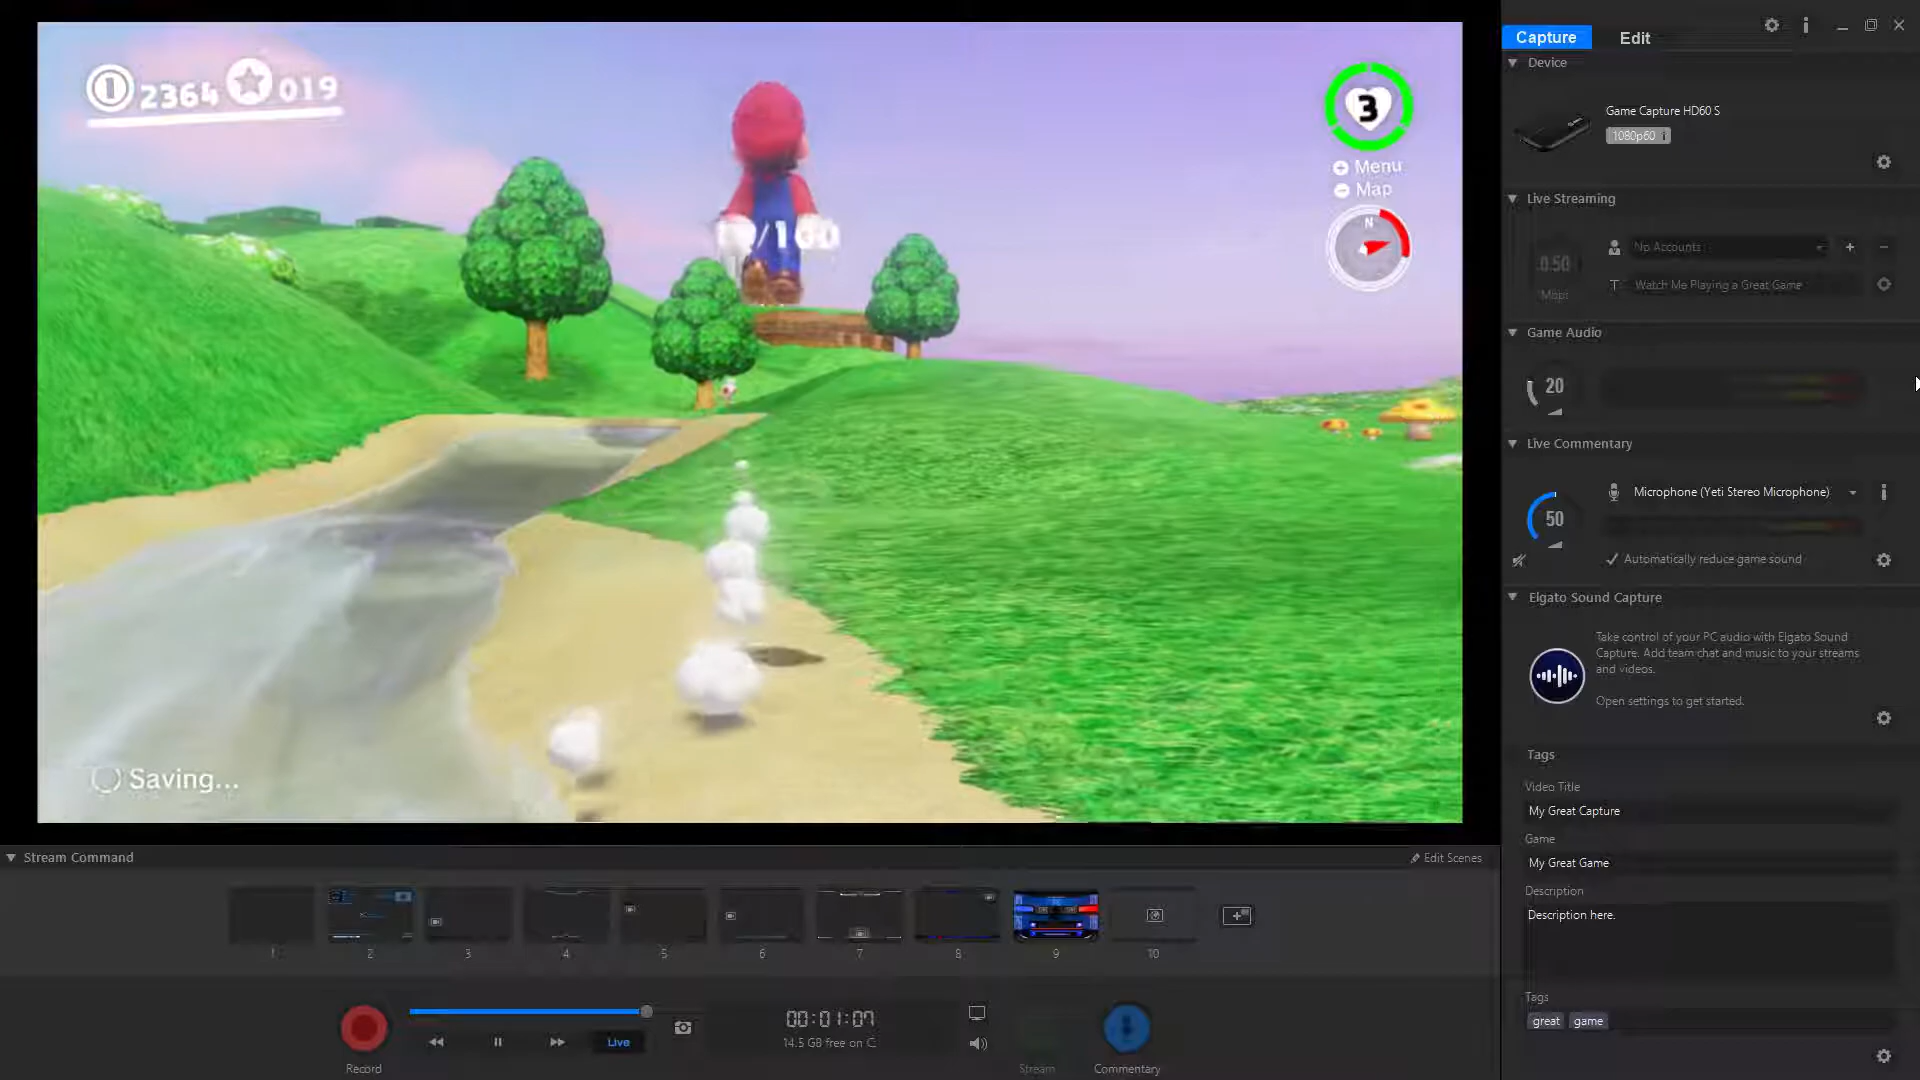 Capture
Edit
Device
Game Capture HD60 S
1080p60
Live Streaming
No Accounts
0.50
Mbps
Watch Me Playing a Great Game
Game Audio
20
Live Commentary
Microphone (Yeti Stereo Microphone)
50
Automatically reduce game sound
Elgato Sound Capture
Take control of your PC audio with Elgato Sound
Capture. Add team chat and music to your streams
and videos.
Open settings to get started.
Tags
Video Title
My Great Capture
Game
My Great Game
Description
Description here.
Tags
great game
2364 019
3
Menu
Map
N
/100
Saving...
Stream Command
Edit Scenes
1 2 3 4 5 6 7 8 9 10
00:01:07
14.5 GB free on C
Live
Record
Stream
Commentary